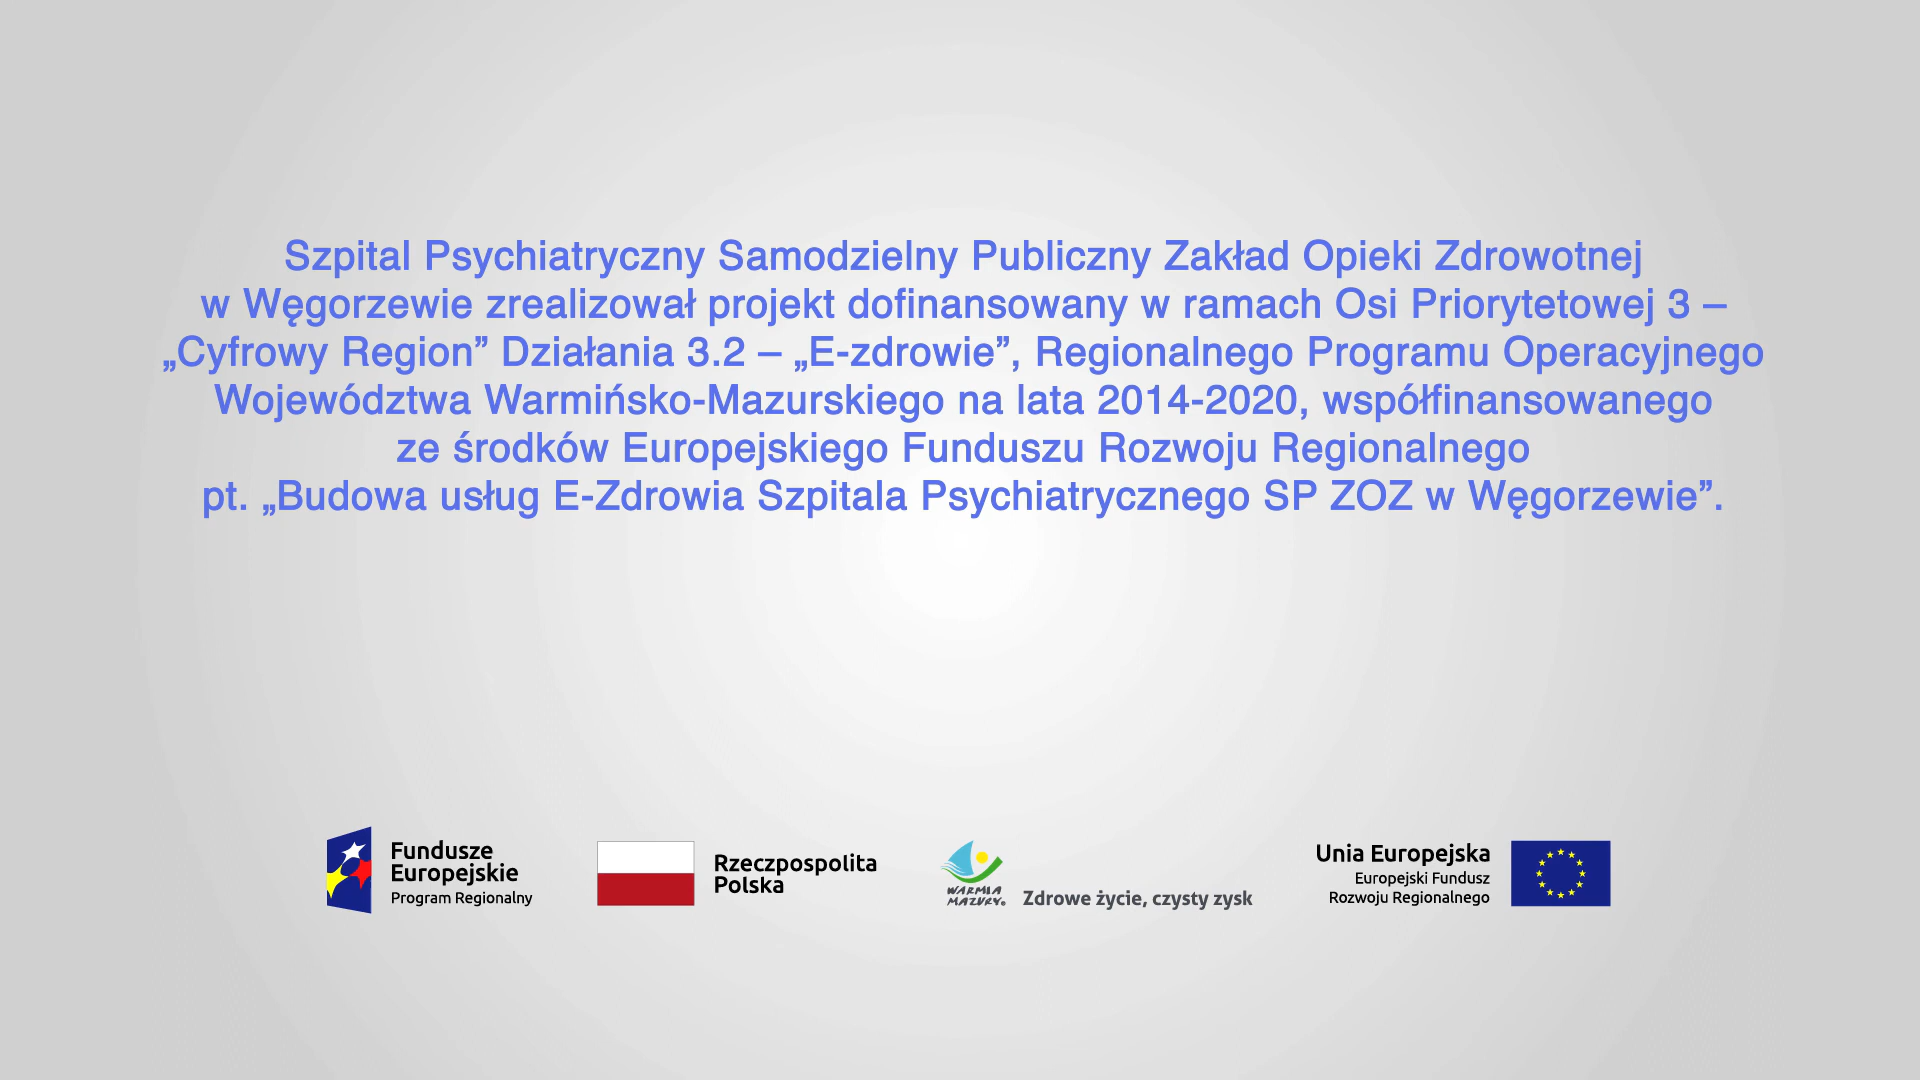 Szpital Psychiatryczny Samodzielny Publiczny Zakład Opieki Zdrowotnej
w Węgorzewie zrealizował projekt dofinansowany w ramach Osi Priorytetowej 3 –
„Cyfrowy Region” Działania 3.2 – „E-zdrowie”, Regionalnego Programu Operacyjnego
Województwa Warmińsko-Mazurskiego na lata 2014-2020, współfinansowanego
ze środków Europejskiego Funduszu Rozwoju Regionalnego
pt. „Budowa usług E-Zdrowia Szpitala Psychiatrycznego SP ZOZ w Węgorzewie”.
Fundusze
Europejskie
Program Regionalny
Rzeczpospolita
Polska
WARMIA
MAZURY®
Zdrowe życie, czysty zysk
Unia Europejska
Europejski Fundusz
Rozwoju Regionalnego